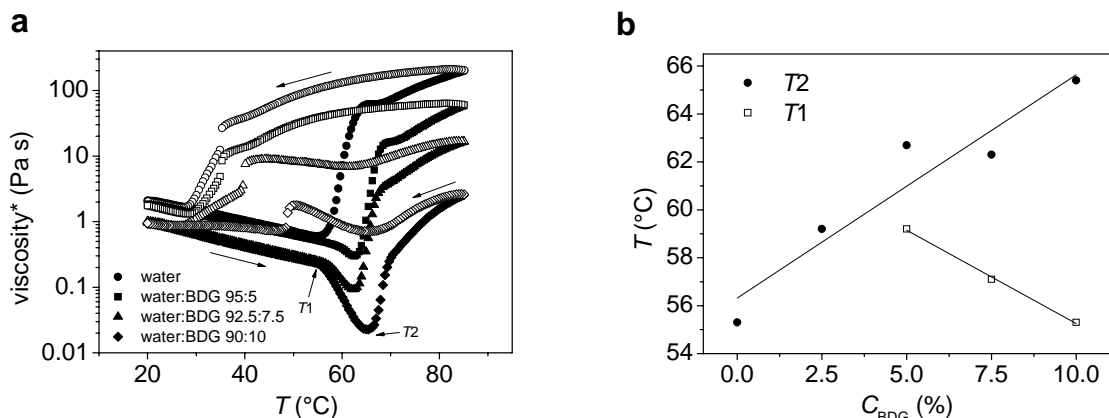 a
viscosity* (Pa s)
100
10
1
0.1
0.01
T1
T2
water
water:BDG 95:5
water:BDG 92.5:7.5
water:BDG 90:10
20
40
60
80
T (°C)
b
T (°C)
66
64
62
60
58
56
54
T2
T1
0.0
2.5
5.0
7.5
10.0
C_BDG (%)